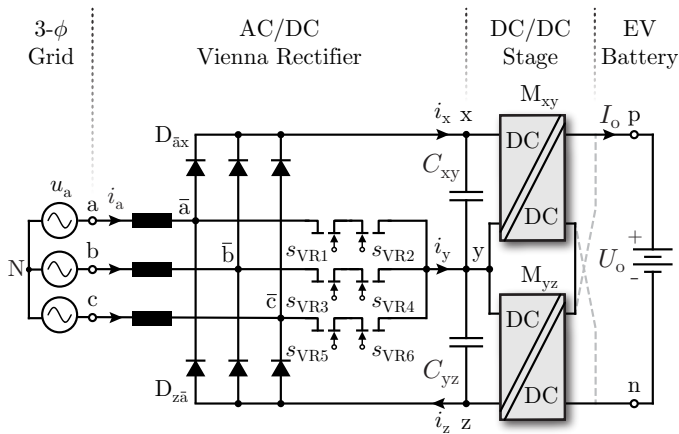 3-ϕ Grid
AC/DC Vienna Rectifier
DC/DC Stage
EV Battery
M_xy
i_x x
I_o p
D_āx
DC
C_xy
DC
u_a
a i_a
ā
s_VR1 s_VR2
i_y y
N
b
b̄
M_yz
U_o
+
-
s_VR3 s_VR4
c
c̄
DC
s_VR5 s_VR6
C_yz
DC
D_zā
n
i_z z